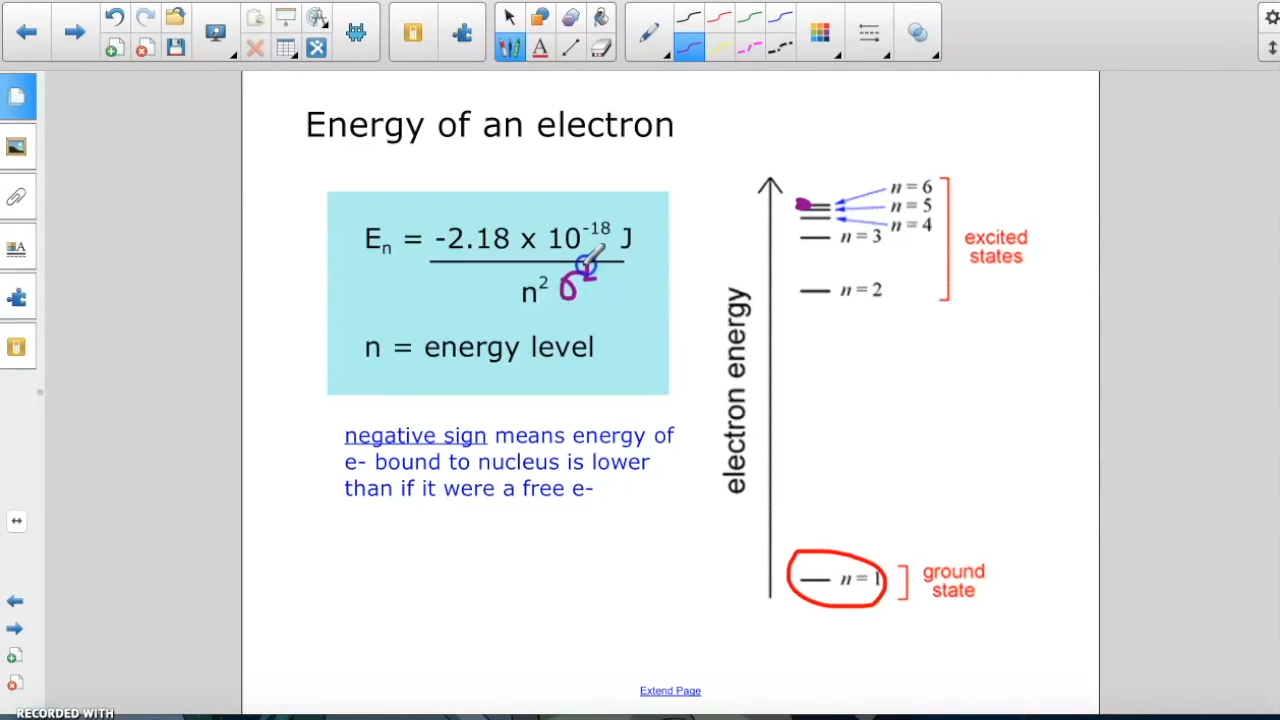 Energy of an electron
Eₙ = -2.18 x 10⁻¹⁸ J
n² 6²
n = energy level
negative sign means energy of
e- bound to nucleus is lower
than if it were a free e-
electron energy
n = 6
n = 5
n = 4
n = 3
n = 2
excited
states
n = 1
ground
state
Extend Page
RECORDED WITH